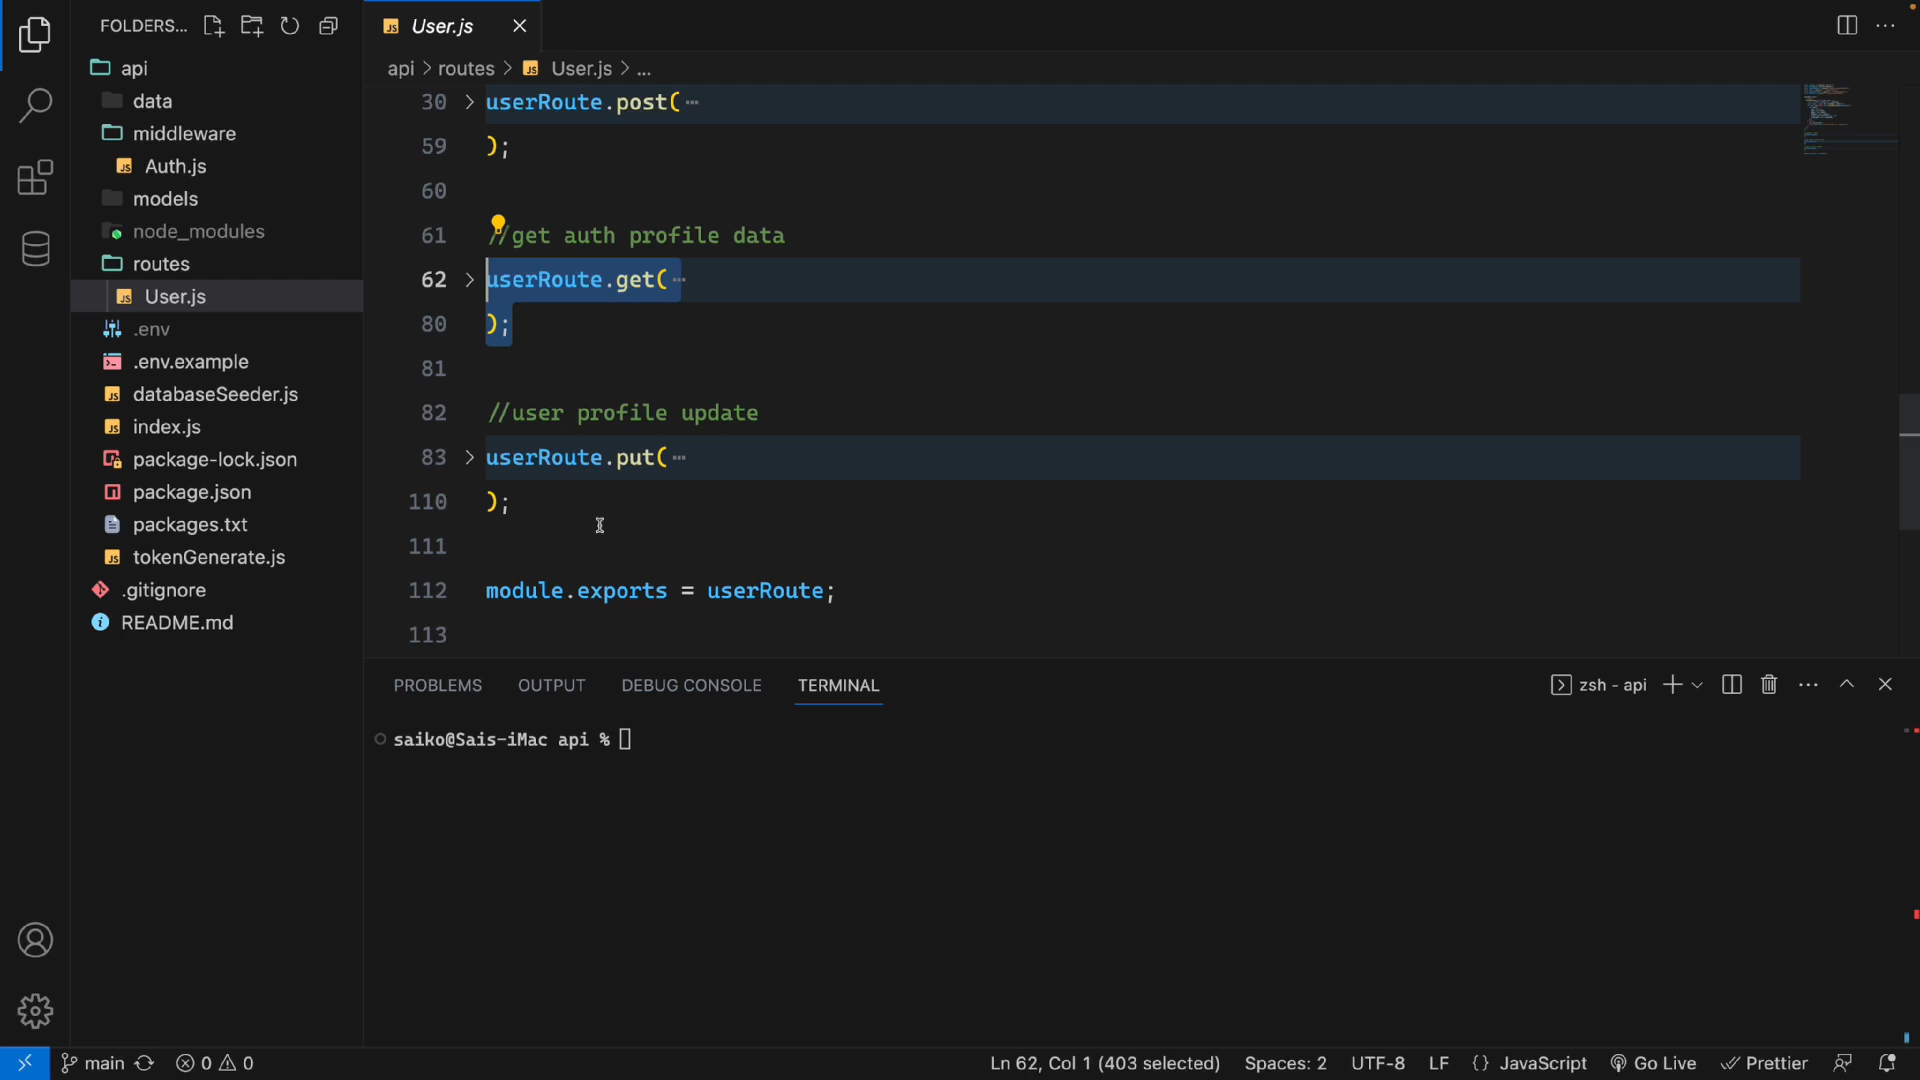 FOLDERS...
api
data
middleware
Auth.js
models
node_modules
routes
User.js
.env
.env.example
databaseSeeder.js
index.js
package-lock.json
package.json
packages.txt
tokenGenerate.js
.gitignore
README.md
User.js
api > routes > User.js > ...
30 userRoute.post(
59 );
60
61 //get auth profile data
62 userRoute.get(
80 );
81
82 //user profile update
83 userRoute.put(
110 );
111
112 module.exports = userRoute;
113
PROBLEMS OUTPUT DEBUG CONSOLE TERMINAL
zsh - api
saiko@Sais-iMac api %
main 0 0
Ln 62, Col 1 (403 selected) Spaces: 2 UTF-8 LF {} JavaScript Go Live Prettier